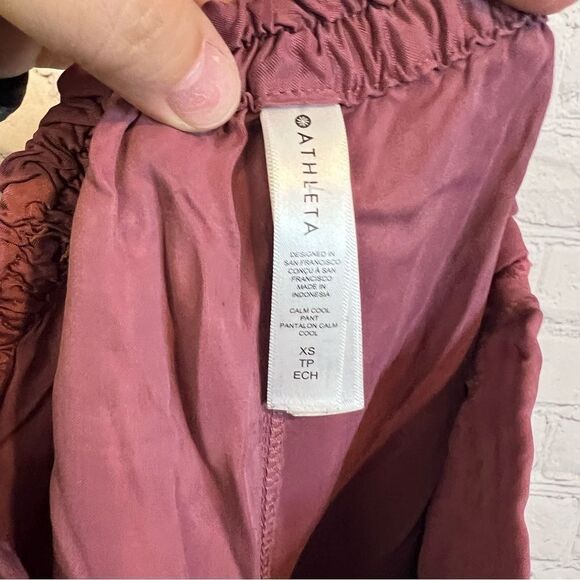 ATHLETA
DESIGNED IN
SAN FRANCISCO
CONÇU À SAN
FRANCISCO
MADE IN
INDONESIA
CALM COOL
PANT
PANTALON CALM
COOL
XS
TP
ECH